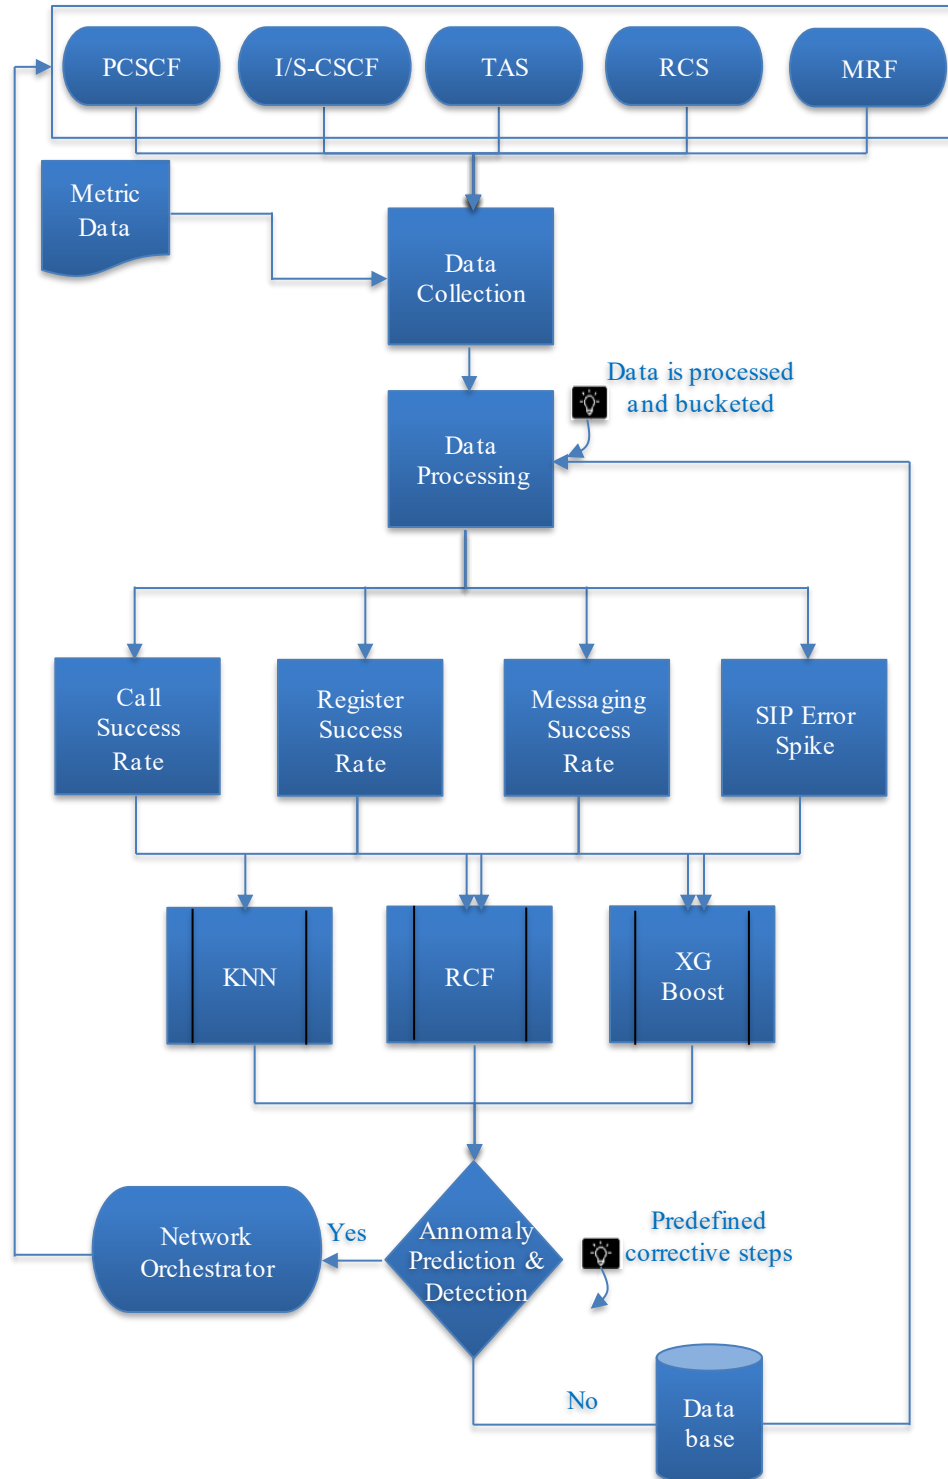 PCSCF
I/S-CSCF
TAS
RCS
MRF
Metric
Data
Data
Collection
Data is processed
and bucketed
Data
Processing
Call
Success
Rate
Register
Success
Rate
Messaging
Success
Rate
SIP Error
Spike
KNN
RCF
XG
Boost
Network
Orchestrator
Yes
Annomaly
Prediction &
Detection
Predefined
corrective steps
No
Data
base